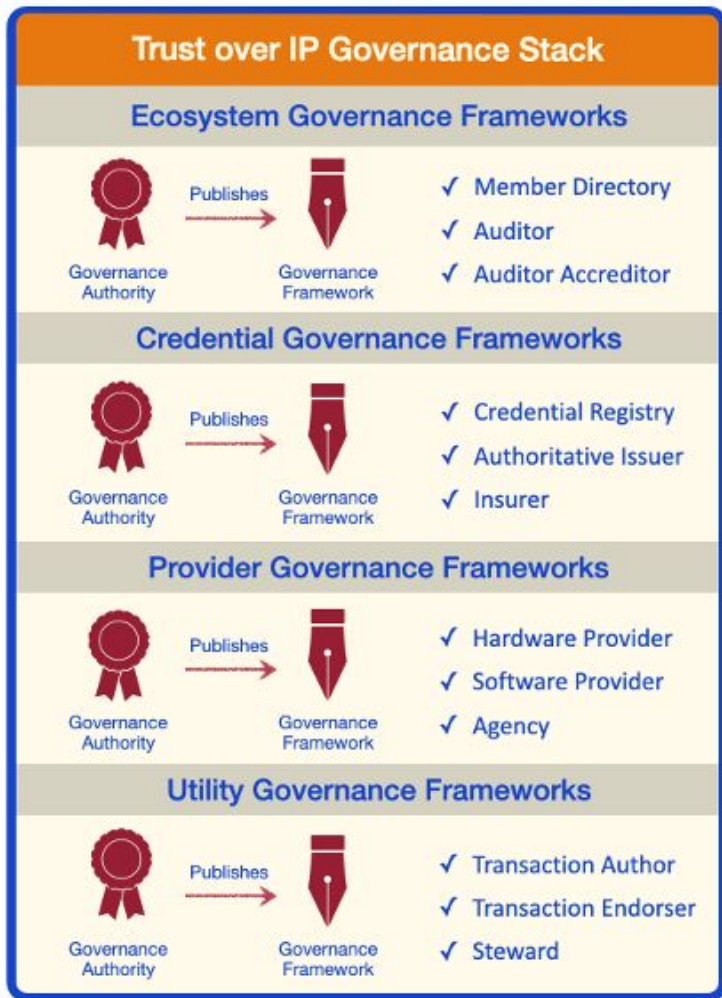 Trust over IP Governance Stack
Ecosystem Governance Frameworks
Publishes
Governance
Authority
Governance
Framework
✓ Member Directory
✓ Auditor
✓ Auditor Accreditor
Credential Governance Frameworks
Publishes
Governance
Authority
Governance
Framework
✓ Credential Registry
✓ Authoritative Issuer
✓ Insurer
Provider Governance Frameworks
Publishes
Governance
Authority
Governance
Framework
✓ Hardware Provider
✓ Software Provider
✓ Agency
Utility Governance Frameworks
Publishes
Governance
Authority
Governance
Framework
✓ Transaction Author
✓ Transaction Endorser
✓ Steward